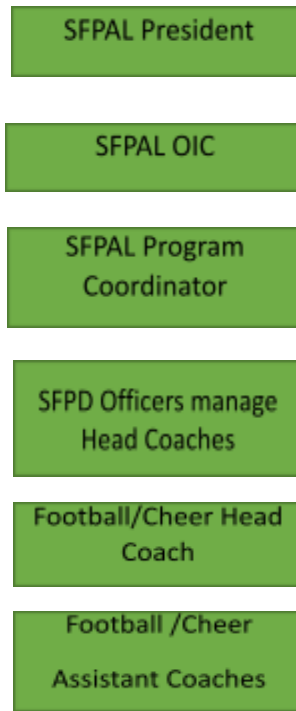 SFPAL President
SFPAL OIC
SFPAL Program
Coordinator
SFPD Officers manage
Head Coaches
Football/Cheer Head
Coach
Football /Cheer
Assistant Coaches